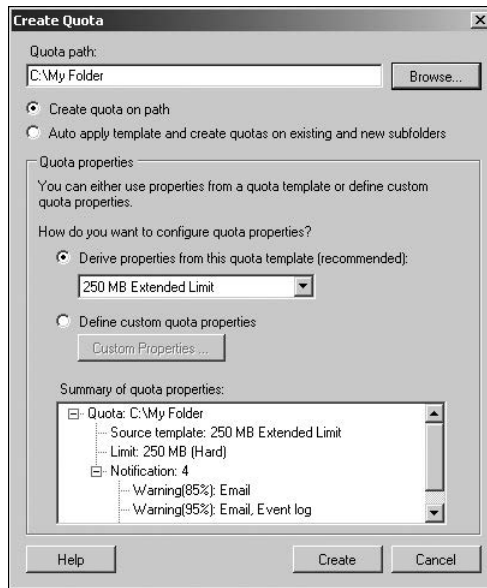 Create Quota
Quota path:
C:\My Folder
Browse...
Create quota on path
Auto apply template and create quotas on existing and new subfolders
Quota properties
You can either use properties from a quota template or define custom
quota properties.
How do you want to configure quota properties?
Derive properties from this quota template (recommended):
250 MB Extended Limit
Define custom quota properties
Custom Properties ...
Summary of quota properties:
Quota: C:\My Folder
Source template: 250 MB Extended Limit
Limit: 250 MB (Hard)
Notification: 4
Warning(85%): Email
Warning(95%): Email, Event log
Help
Create
Cancel